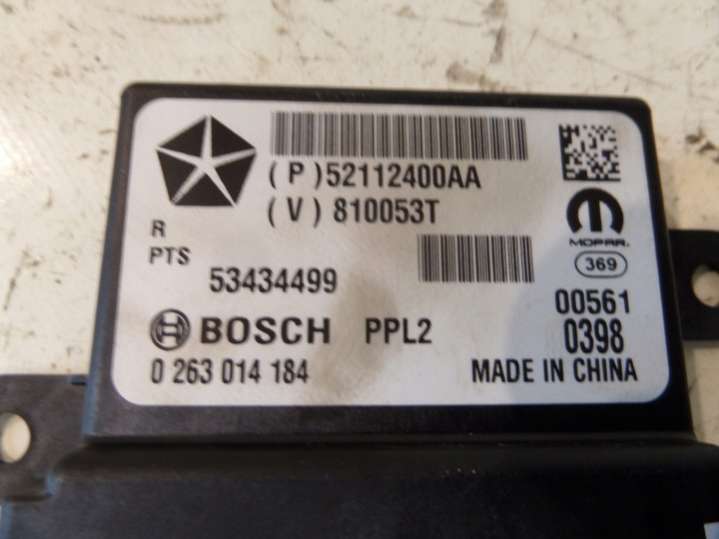 ( P )52112400AA
( V ) 810053T
MOPAR.
R
PTS
369
53434499
00561
BOSCH PPL2
0398
0 263 014 184
MADE IN CHINA